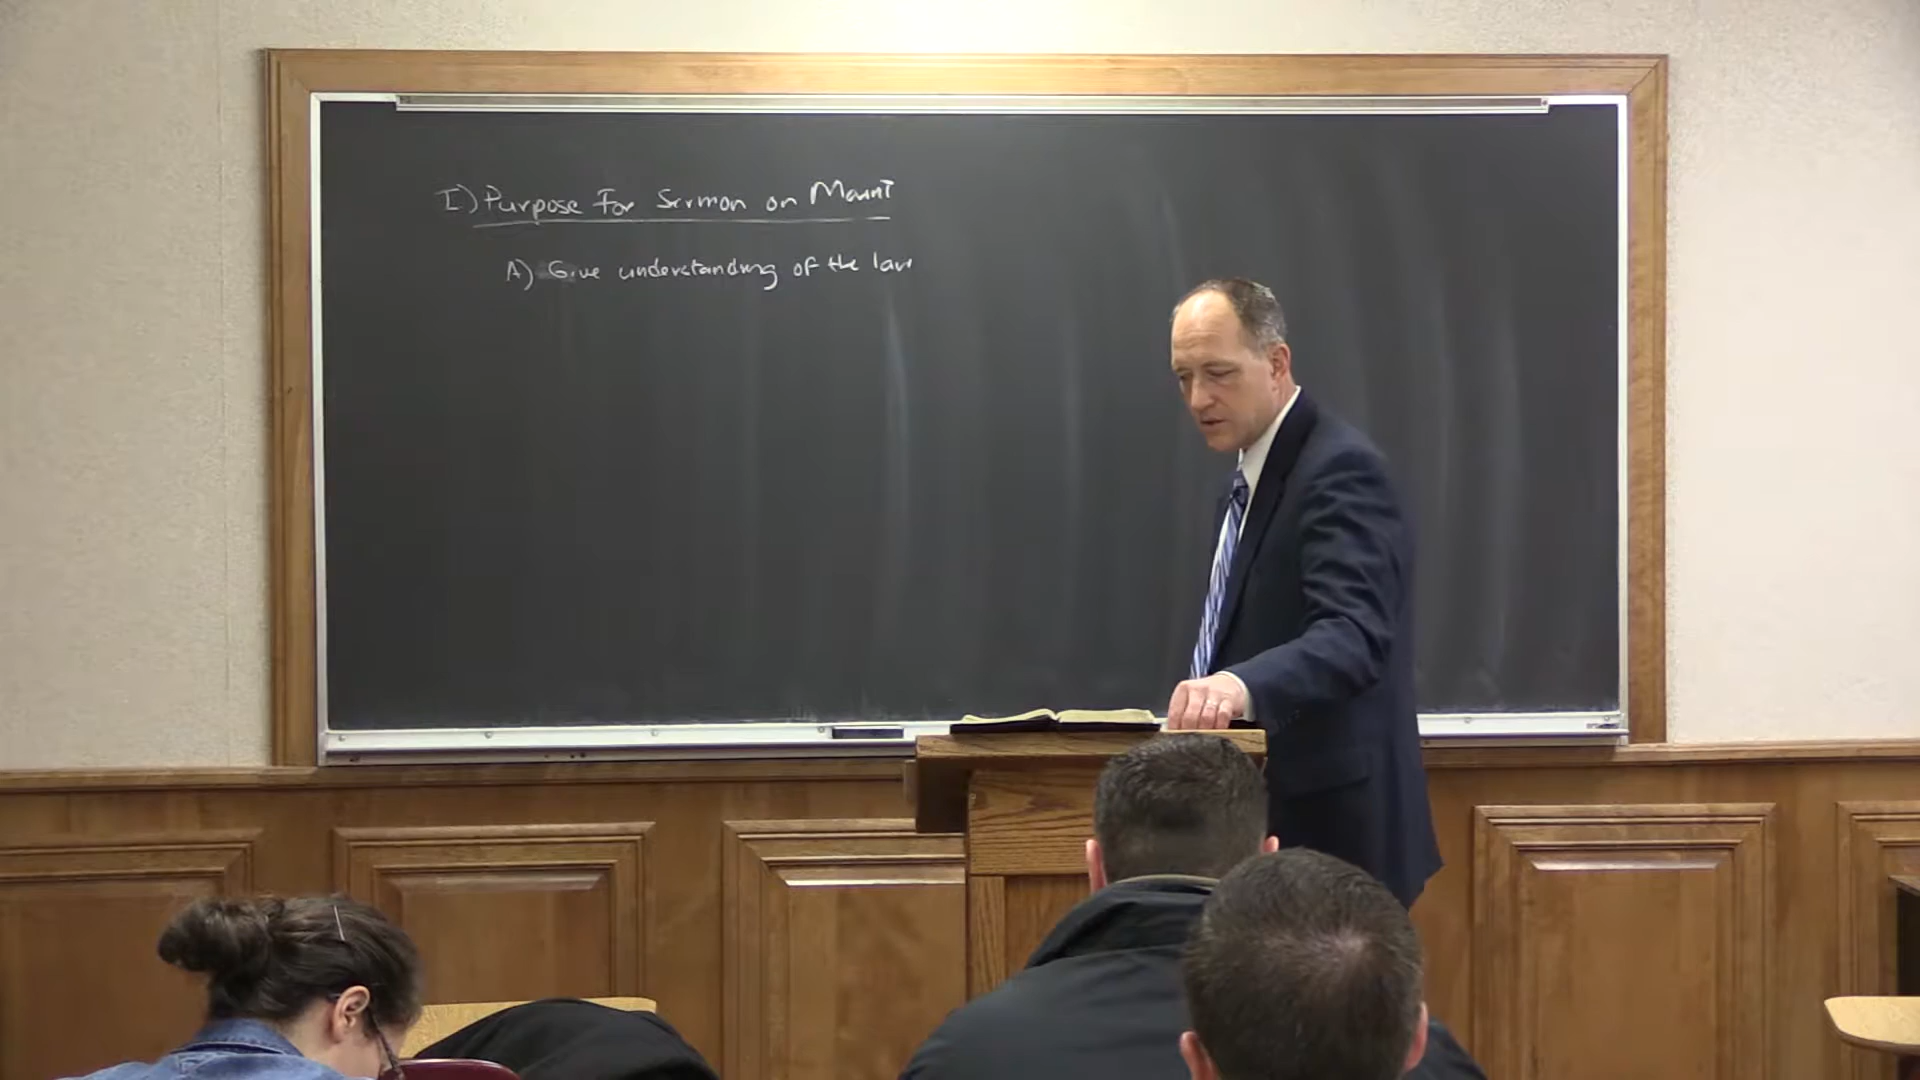 I) Purpose For Sermon on Mount
A) Give understanding of the law